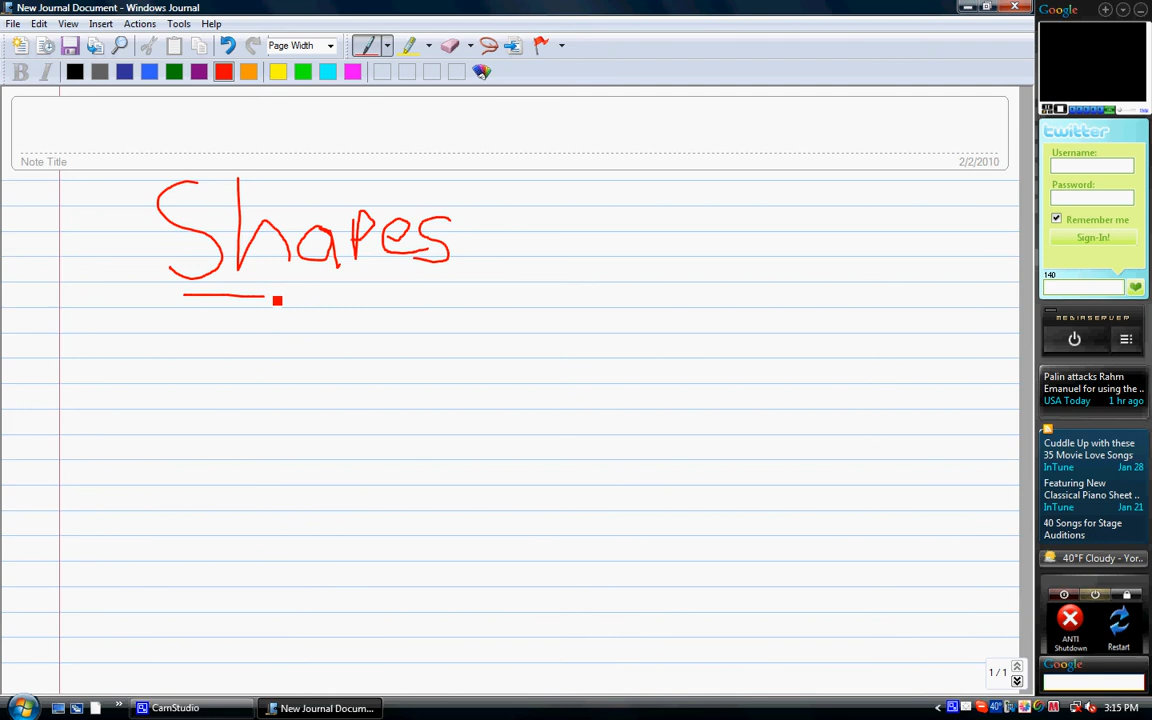 New Journal Document - Windows Journal
File Edit View Insert Actions Tools Help
Page Width
B I
Note Title
2/2/2010
Shapes
1 / 1
Google
twitter
Username:
Password:
Remember me
Sign-In!
140
MEDIASERVER
Palin attacks Rahm
Emanuel for using the ..
USA Today 1 hr ago
Cuddle Up with these
35 Movie Love Songs
InTune Jan 28
Featuring New
Classical Piano Sheet ..
InTune Jan 21
40 Songs for Stage
Auditions
40°F Cloudy - Yor..
ANTI
Shutdown
Restart
Google
CamStudio
New Journal Docum...
40°
3:15 PM